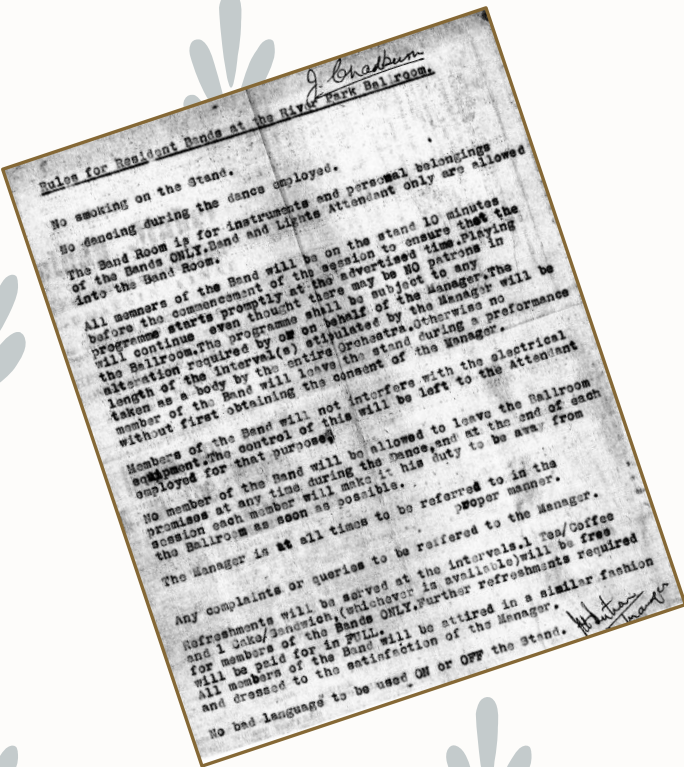 J. Chadburn
Rules for Resident Bands at the River Park Ballroom.
No smoking on the Stand.
No dancing during the dance employed.
The Band Room is for instruments and personal belongings
of the Bands ONLY.Band and Lights Attendant only are allowed
into the Band Room.
All memners of the Band will be on the stand 10 minutes
before the commencement of the session to ensure that the
programme starts promptly at the advertised time.Playing
will continue even thought there may be NO patrons in
the Ballroom.The programme shall be subject to any
alteration required by or on behalf of the Manager.The
length of the interval(s) stipulated by the Manager will be
taken as a body by the entire Orchestra.Otherwise no
member of the Band will leave the stand during a preformance
without first obtaining the consent of the Manager.
Members of the Band will not interfere with the electrical
equipment.The control of this will be left to the Attendant
employed for that purpose.
No member of the Band will be allowed to leave the Ballroom
premises at any time during the Dance,and at the end of each
session each member will make it his duty to be away from
the Ballroom as soon as possible.
The Manager is at all times to be referred to in the
proper manner.
Any complaints or queries to be reffered to the Manager.
Refreshments will be served at the intervals.1 Tea/Coffee
and 1 Cake/Sandwich,(whichever is available)will be free
for members of the Bands ONLY.Further refreshments required
will be paid for in FULL.
All members of the Band will be attired in a similar fashion
and dressed to the satisfaction of the Manager.
No bad language to be used ON or OFF the Stand.
Manager